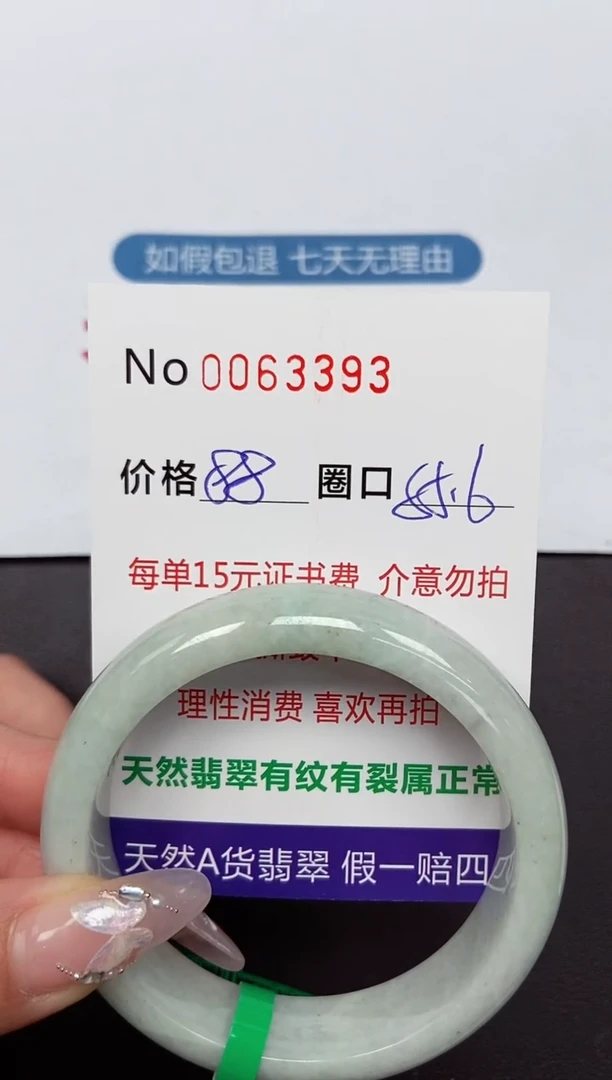 如假包退 七天无理由
No 0063393
价格 88 圈口 55.6
每单15元证书费 介意勿拍
理性消费 喜欢再拍
天然翡翠有纹有裂属正常
天然A货翡翠 假一赔四